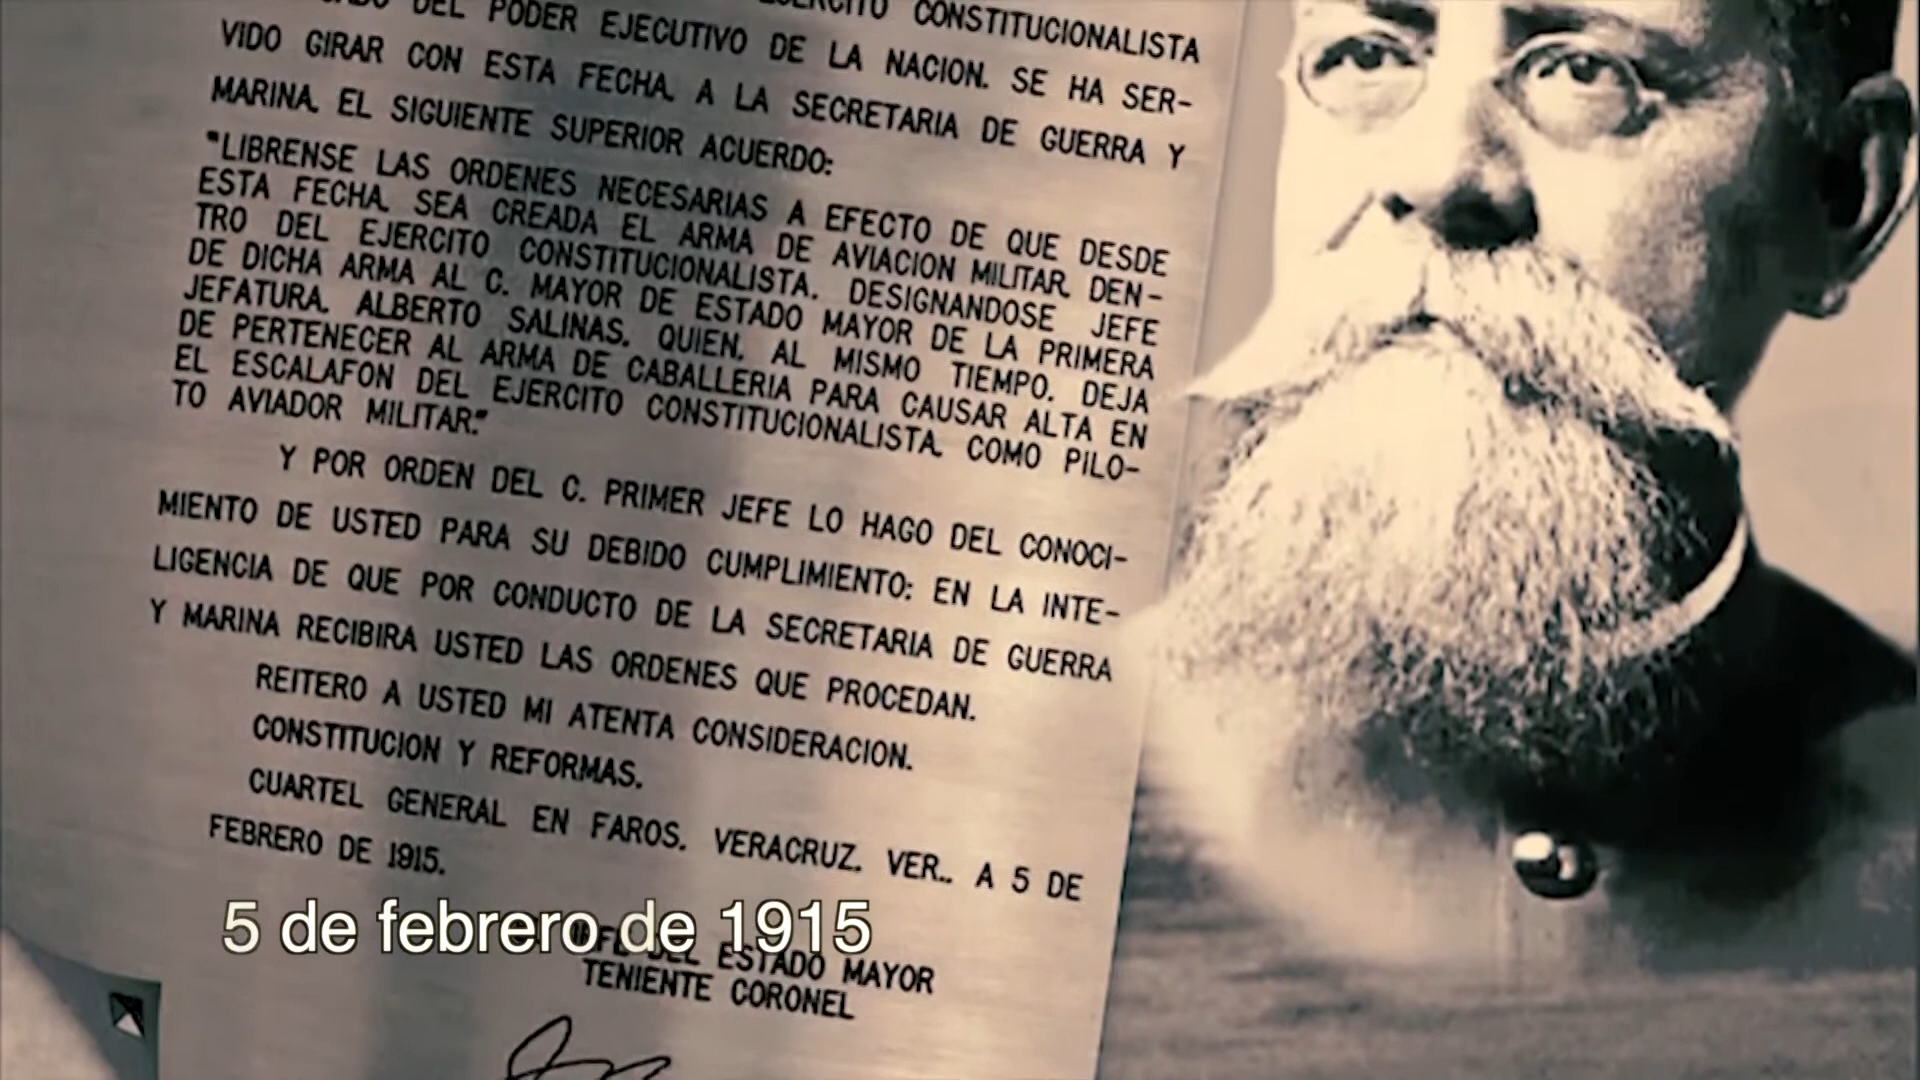 EJERCITO CONSTITUCIONALISTA
DEL PODER EJECUTIVO DE LA NACION. SE HA SER-
VIDO GIRAR CON ESTA FECHA. A LA SECRETARIA DE GUERRA Y
MARINA. EL SIGUIENTE SUPERIOR ACUERDO:
"LIBRENSE LAS ORDENES NECESARIAS A EFECTO DE QUE DESDE
ESTA FECHA. SEA CREADA EL ARMA DE AVIACION MILITAR. DEN-
TRO DEL EJERCITO CONSTITUCIONALISTA. DESIGNANDOSE JEFE
DE DICHA ARMA AL C. MAYOR DE ESTADO MAYOR DE LA PRIMERA
JEFATURA. ALBERTO SALINAS. QUIEN. AL MISMO TIEMPO. DEJA
DE PERTENECER AL ARMA DE CABALLERIA PARA CAUSAR ALTA EN
EL ESCALAFON DEL EJERCITO CONSTITUCIONALISTA. COMO PILO-
TO AVIADOR MILITAR."
Y POR ORDEN DEL C. PRIMER JEFE LO HAGO DEL CONOCI-
MIENTO DE USTED PARA SU DEBIDO CUMPLIMIENTO: EN LA INTE-
LIGENCIA DE QUE POR CONDUCTO DE LA SECRETARIA DE GUERRA
Y MARINA RECIBIRA USTED LAS ORDENES QUE PROCEDAN.
REITERO A USTED MI ATENTA CONSIDERACION.
CONSTITUCION Y REFORMAS.
CUARTEL GENERAL EN FAROS. VERACRUZ. VER.. A 5 DE
FEBRERO DE 1915.
5 de febrero de 1915
DEL ESTADO MAYOR
TENIENTE CORONEL